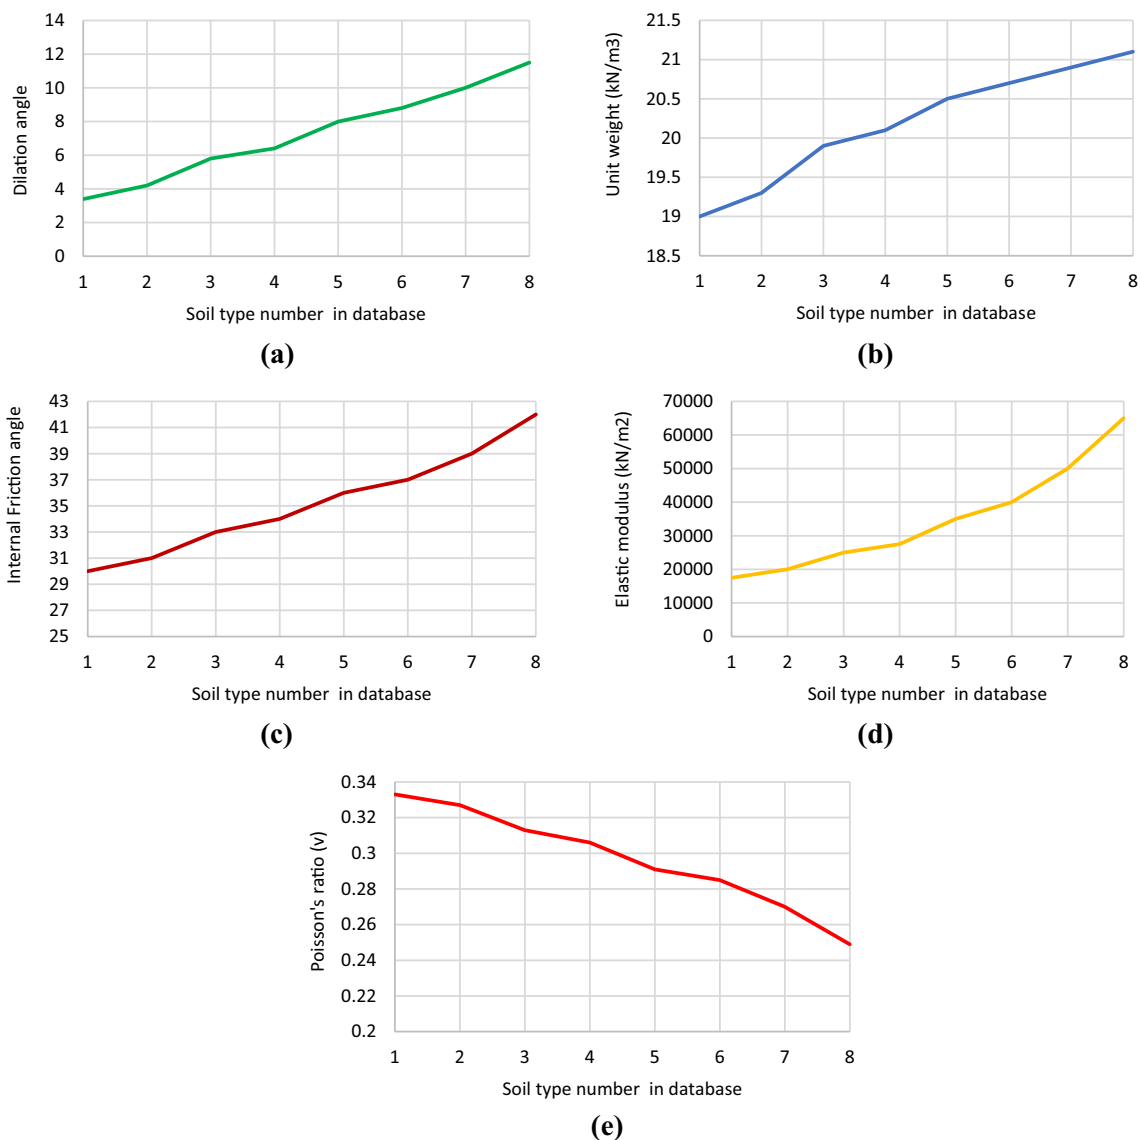 14
12
10
8
6
4
2
0
Dilation angle
1 2 3 4 5 6 7 8
Soil type number in database
(a)
21.5
21
20.5
20
19.5
19
18.5
Unit weight (kN/m3)
1 2 3 4 5 6 7 8
Soil type number in database
(b)
43
41
39
37
35
33
31
29
27
25
Internal Friction angle
1 2 3 4 5 6 7 8
Soil type number in database
(c)
70000
60000
50000
40000
30000
20000
10000
0
Elastic modulus (kN/m2)
1 2 3 4 5 6 7 8
Soil type number in database
(d)
0.34
0.32
0.3
0.28
0.26
0.24
0.22
0.2
Poisson's ratio (v)
1 2 3 4 5 6 7 8
Soil type number in database
(e)